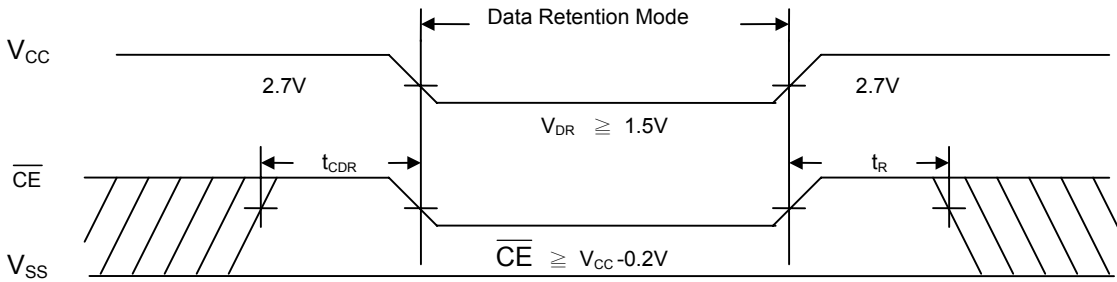 Data Retention Mode
VCC
2.7V
2.7V
VDR ≧ 1.5V
CE
tCDR
tR
CE ≧ VCC -0.2V
VSS